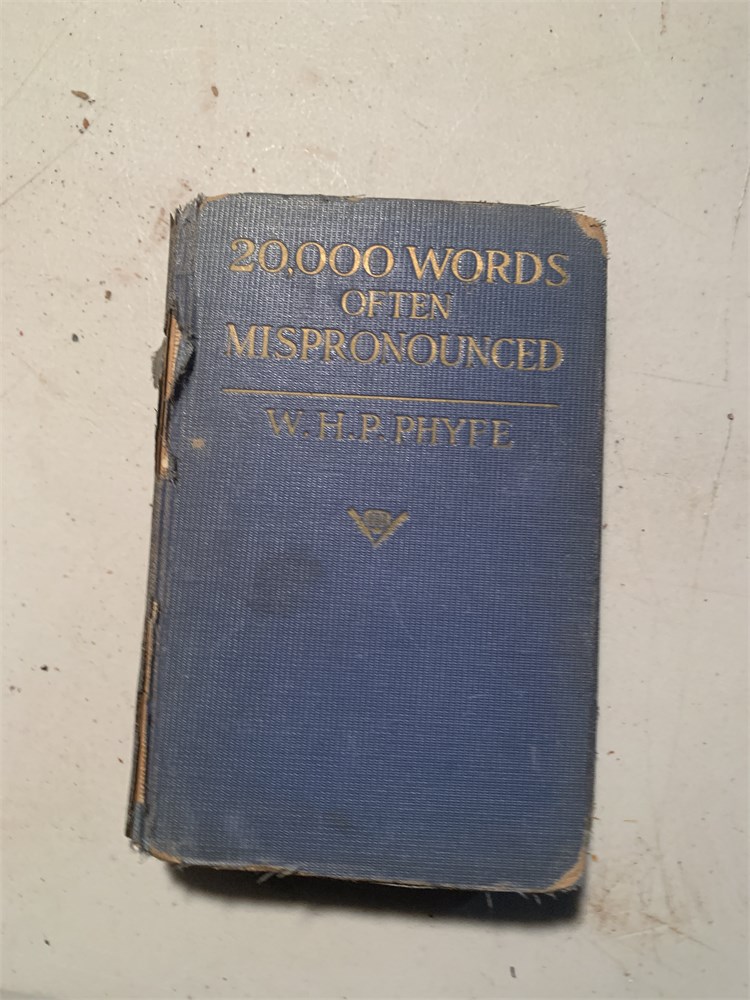 20,000 WORDS
OFTEN
MISPRONOUNCED
W. H. P. PHYFE